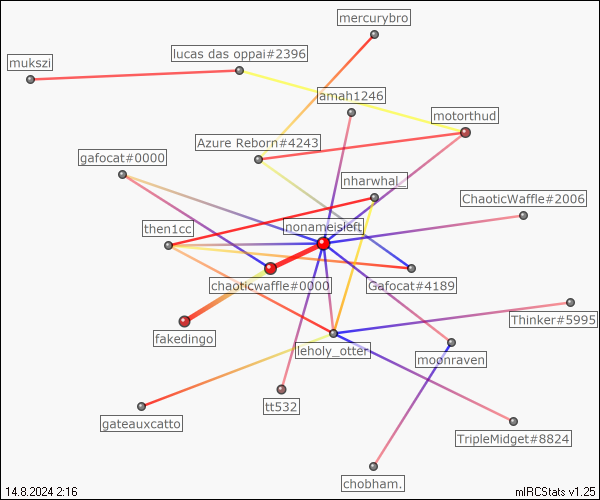 mercurybro
lucas das oppai#2396
mukszi
amah1246
motorthud
Azure Reborn#4243
gafocat#0000
nharwhal_
ChaoticWaffle#2006
then1cc
nonameisleft
chaoticwaffle#0000
Gafocat#4189
Thinker#5995
fakedingo
leholy_otter
moonraven
tt532
gateauxcatto
TripleMidget#8824
chobham.
14.8.2024 2:16
mIRCStats v1.25